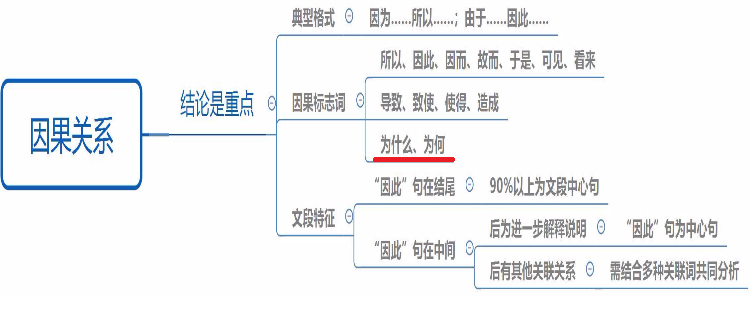 因果关系
结论是重点
典型格式
因为……所以……；由于……因此……
因果标志词
所以、因此、因而、故而、于是、可见、看来
导致、致使、使得、造成
为什么、为何
文段特征
“因此”句在结尾
90%以上为文段中心句
“因此”句在中间
后为进一步解释说明
“因此”句为中心句
后有其他关联关系
需结合多种关联词共同分析